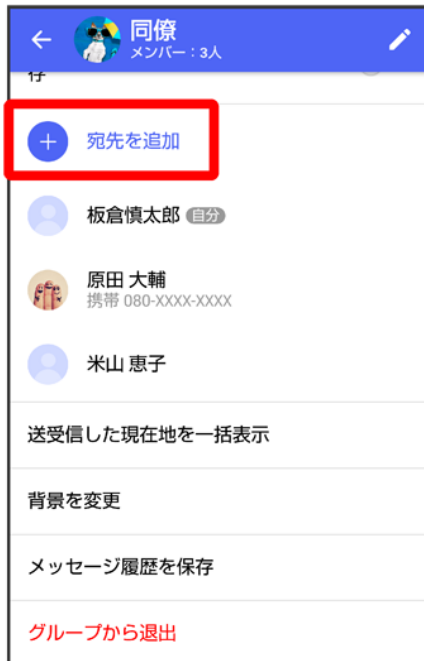 同僚
メンバー：3人
存
宛先を追加
板倉慎太郎 自分
原田 大輔
携帯 080-XXXX-XXXX
米山 恵子
送受信した現在地を一括表示
背景を変更
メッセージ履歴を保存
グループから退出